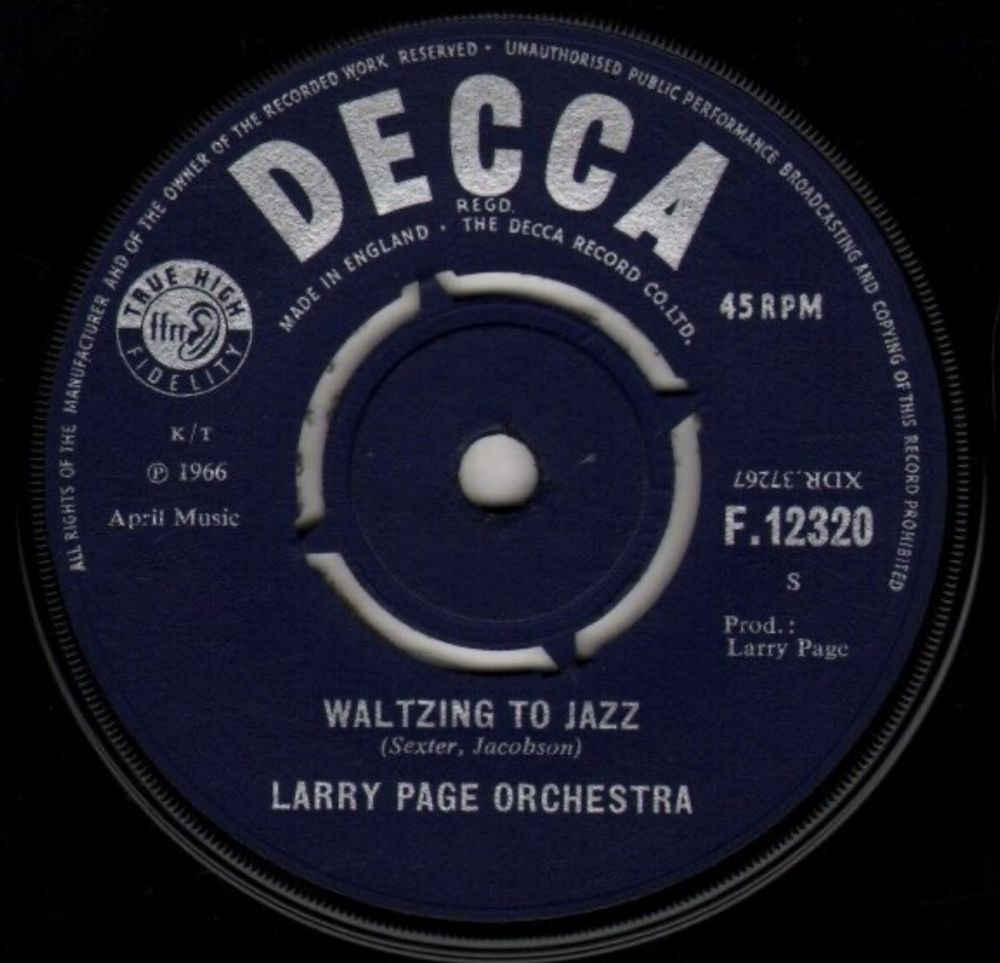 ALL RIGHTS OF THE MANUFACTURER AND OF THE OWNER OF THE RECORDED WORK RESERVED · UNAUTHORISED PUBLIC PERFORMANCE BROADCASTING AND COPYING OF THIS RECORD PROHIBITED
DECCA
REGD.
MADE IN ENGLAND · THE DECCA RECORD CO. LTD.
TRUE HIGH
ffrr
FIDELITY
45 RPM
K/T
℗ 1966
April Music
XDR.37267
F.12320
S
Prod.:
Larry Page
WALTZING TO JAZZ
(Sexter, Jacobson)
LARRY PAGE ORCHESTRA